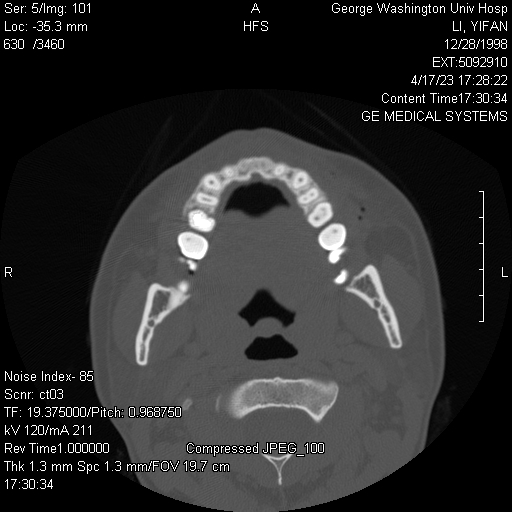 Ser: 5/Img: 101
Loc: -35.3 mm
630 /3460
A
HFS
George Washington Univ Hosp
LI, YIFAN
12/28/1998
EXT:5092910
4/17/23 17:28:22
Content Time17:30:34
GE MEDICAL SYSTEMS
R
L
Noise Index- 85
Scnr: ct03
TF: 19.375000/Pitch: 0.968750
kV 120/mA 211
Rev Time1.000000
Compressed JPEG_100
Thk 1.3 mm Spc 1.3 mm/FOV 19.7 cm
17:30:34